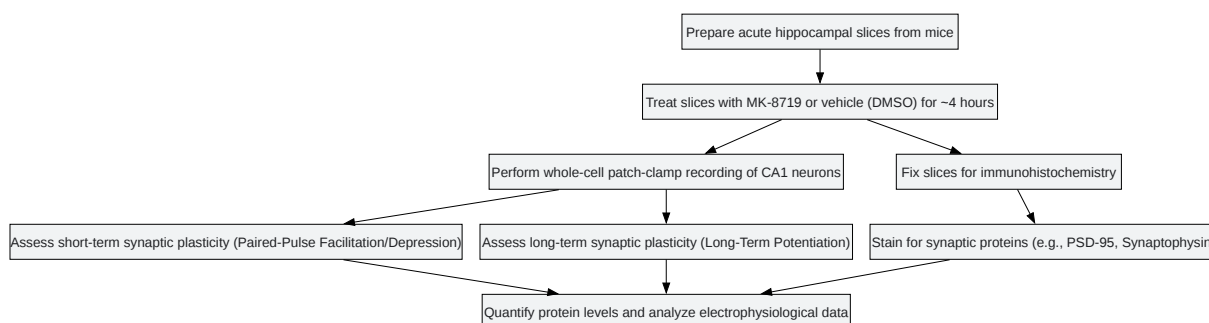 Prepare acute hippocampal slices from mice
Treat slices with MK-8719 or vehicle (DMSO) for ~4 hours
Perform whole-cell patch-clamp recording of CA1 neurons
Fix slices for immunohistochemistry
Assess short-term synaptic plasticity (Paired-Pulse Facilitation/Depression)
Assess long-term synaptic plasticity (Long-Term Potentiation)
Stain for synaptic proteins (e.g., PSD-95, Synaptophysin
Quantify protein levels and analyze electrophysiological data